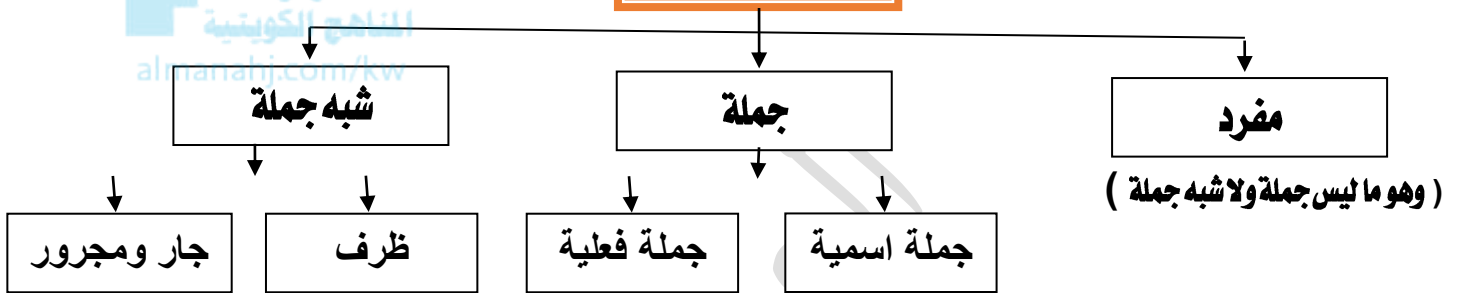 المناهج الكويتية
almanahj.com/kw
مفرد
جملة
شبه جملة
( وهو ما ليس جملة ولا شبه جملة )
جملة اسمية
جملة فعلية
ظرف
جار ومجرور